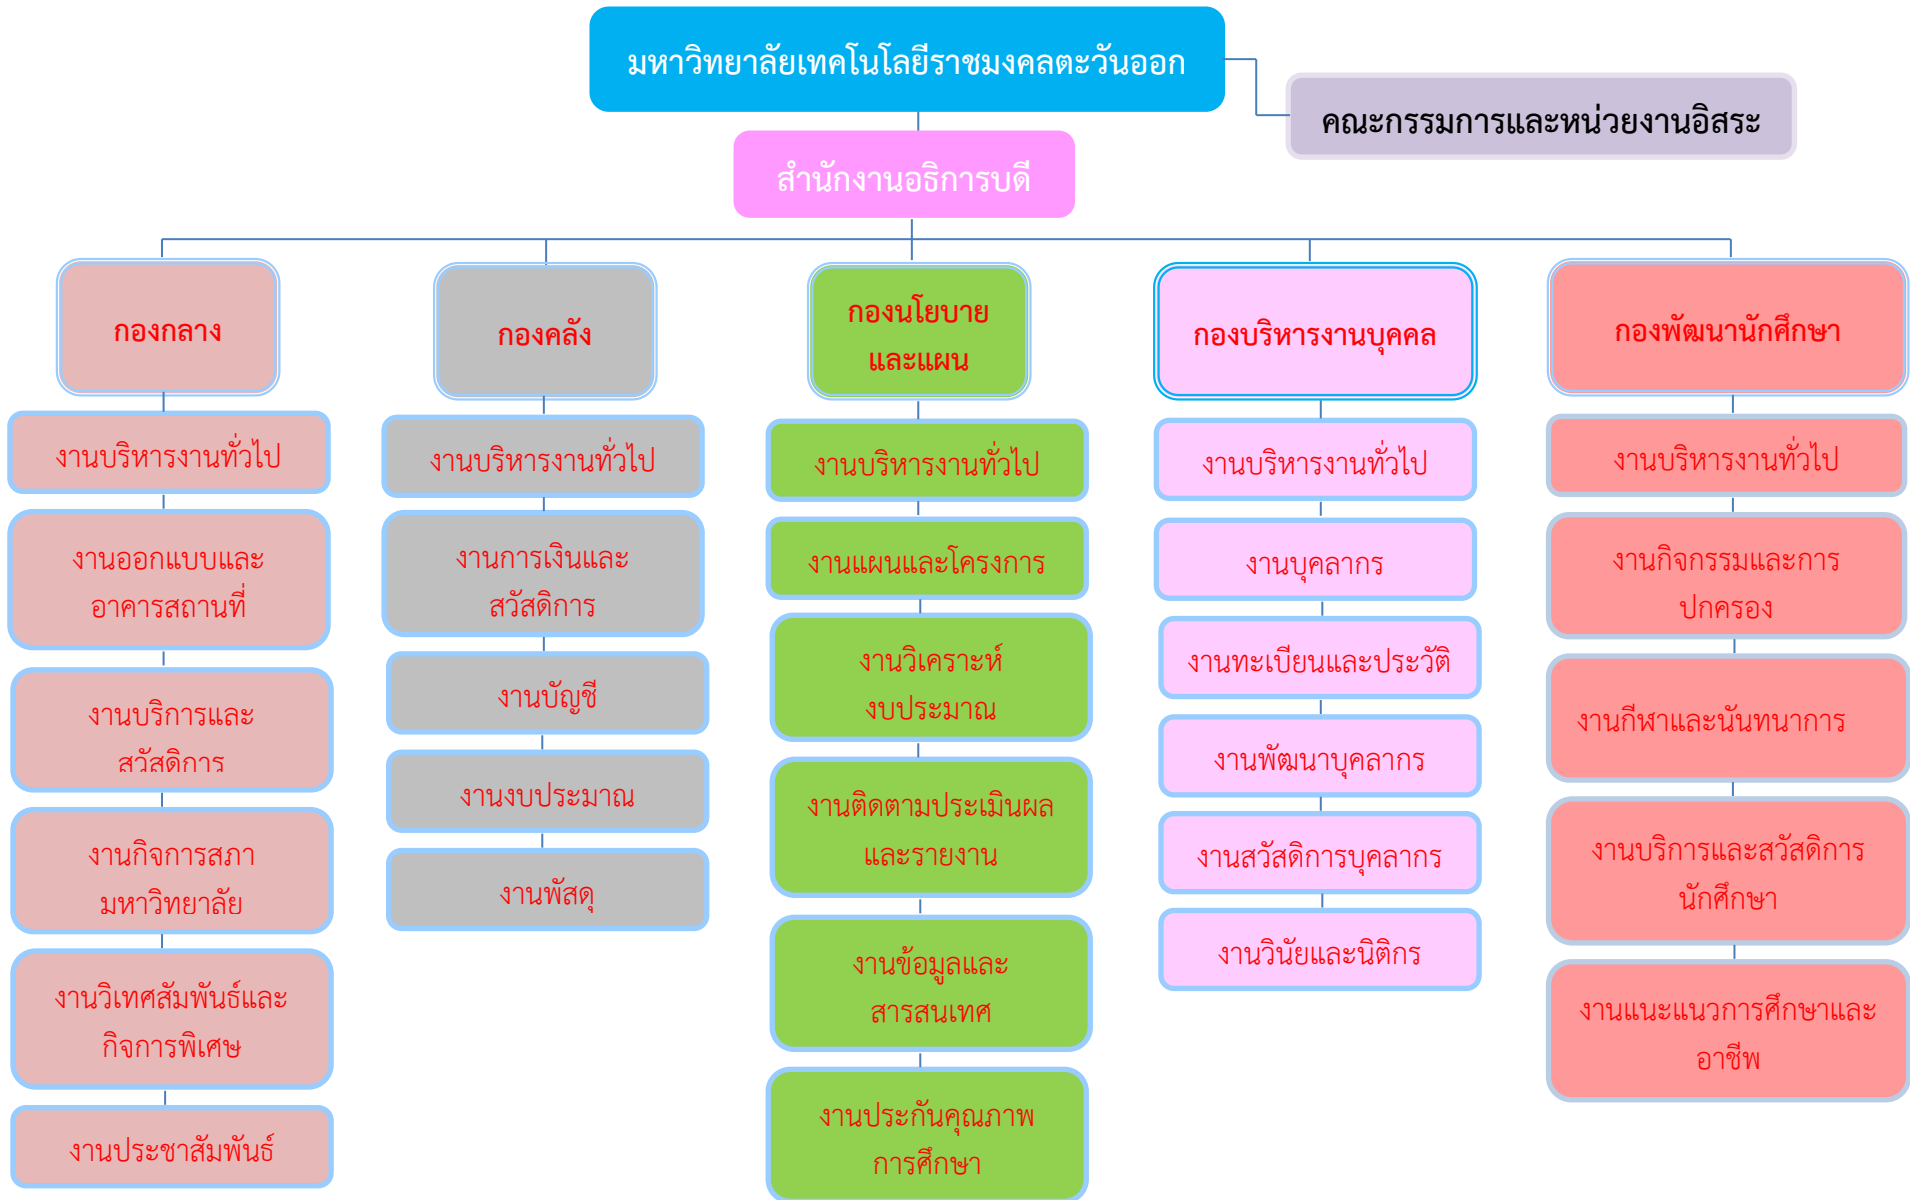 มหาวิทยาลัยเทคโนโลยีราชมงคลตะวันออก
คณะกรรมการและหน่วยงานอิสระ
สำนักงานอธิการบดี
กองกลาง
งานบริหารงานทั่วไป
งานออกแบบและ
อาคารสถานที่
งานบริการและ
สวัสดิการ
งานกิจการสภา
มหาวิทยาลัย
งานวิเทศสัมพันธ์และ
กิจการพิเศษ
งานประชาสัมพันธ์
กองคลัง
งานบริหารงานทั่วไป
งานการเงินและ
สวัสดิการ
งานบัญชี
งานงบประมาณ
งานพัสดุ
กองนโยบาย
และแผน
งานบริหารงานทั่วไป
งานแผนและโครงการ
งานวิเคราะห์
งบประมาณ
งานติดตามประเมินผล
และรายงาน
งานข้อมูลและ
สารสนเทศ
งานประกันคุณภาพ
การศึกษา
กองบริหารงานบุคคล
งานบริหารงานทั่วไป
งานบุคลากร
งานทะเบียนและประวัติ
งานพัฒนาบุคลากร
งานสวัสดิการบุคลากร
งานวินัยและนิติกร
กองพัฒนานักศึกษา
งานบริหารงานทั่วไป
งานกิจกรรมและการ
ปกครอง
งานกีฬาและนันทนาการ
งานบริการและสวัสดิการ
นักศึกษา
งานแนะแนวการศึกษาและ
อาชีพ